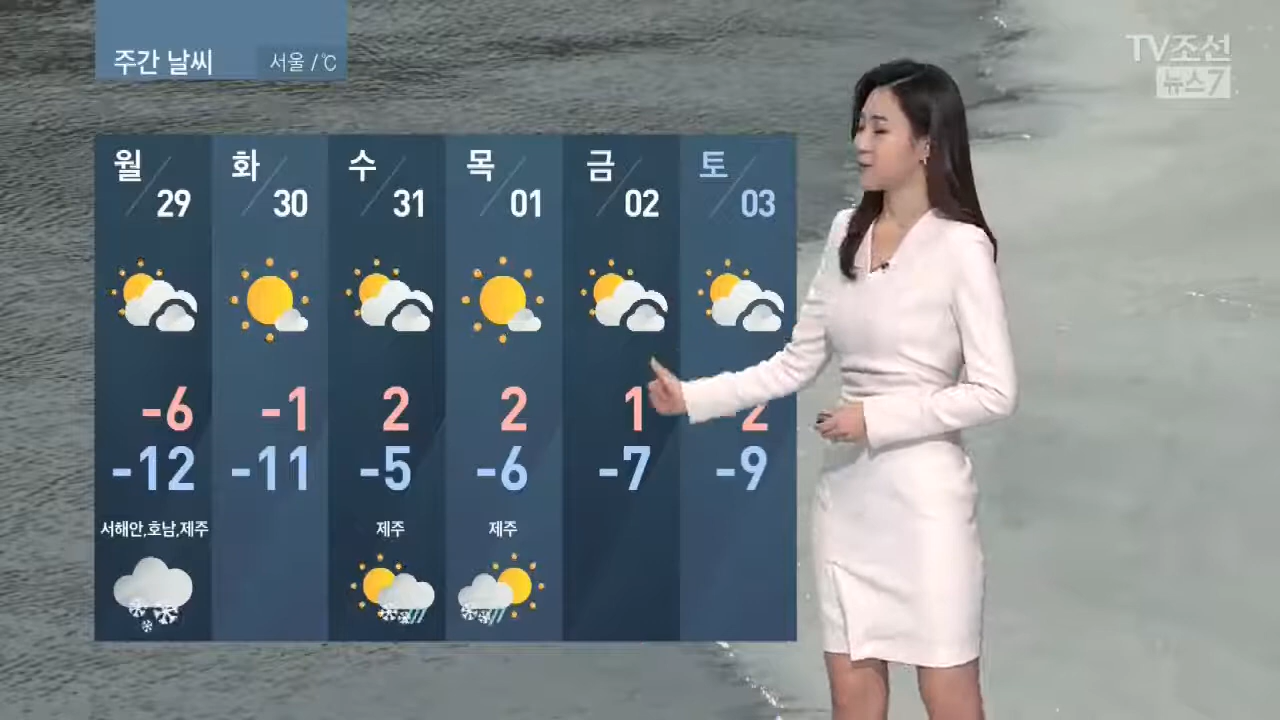 주간 날씨 서울 /℃
TV조선
뉴스7
월 화 수 목 금 토
29 30 31 01 02 03
-6 -1 2 2 1 -2
-12 -11 -5 -6 -7 -9
서해안,호남,제주 제주 제주